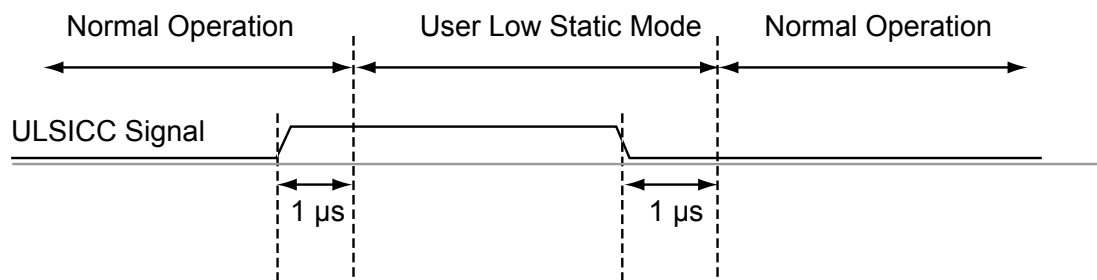 Normal Operation User Low Static Mode Normal Operation
ULSICC Signal
1 µs 1 µs